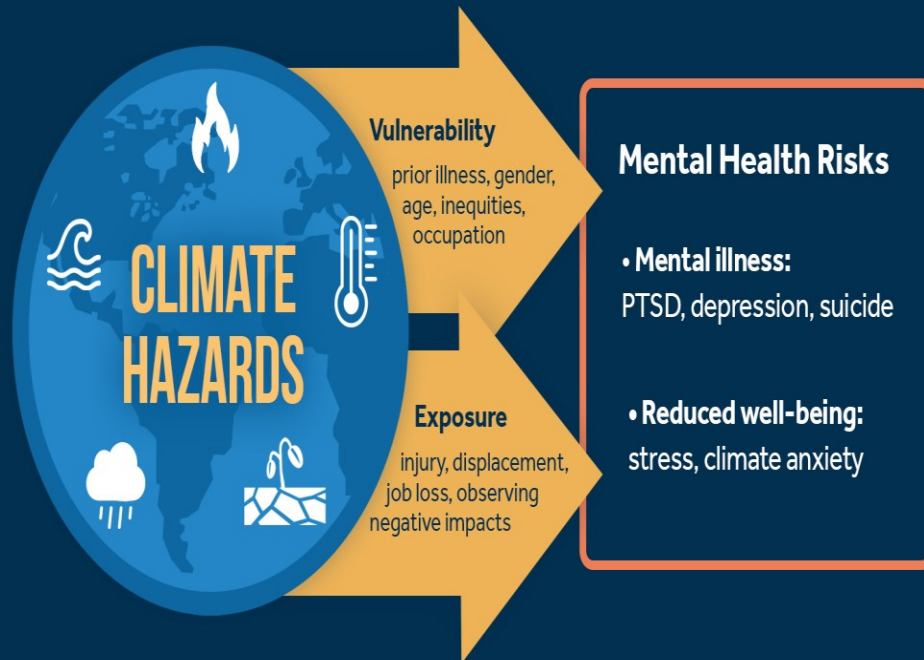 CLIMATE
HAZARDS
Vulnerability
prior illness, gender,
age, inequities,
occupation
Exposure
injury, displacement,
job loss, observing
negative impacts
Mental Health Risks
• Mental illness:
PTSD, depression, suicide
• Reduced well-being:
stress, climate anxiety